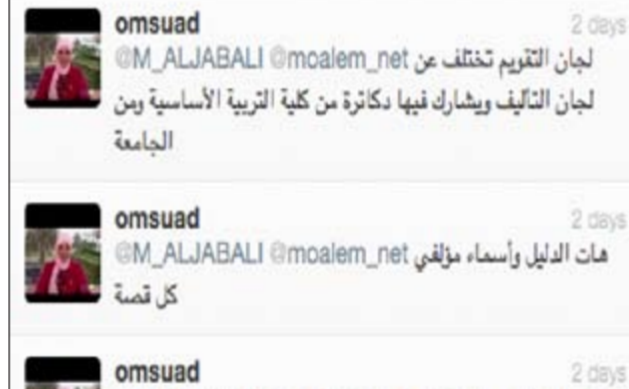 omsuad 2 days
@M_ALJABALI @moalem_net لجان التقويم تختلف عن
لجان التأليف ويشارك فيها دكاترة من كلية التربية الأساسية ومن
الجامعة
omsuad 2 days
@M_ALJABALI @moalem_net هات الدليل وأسماء مؤلفي
كل قصة
omsuad 2 days